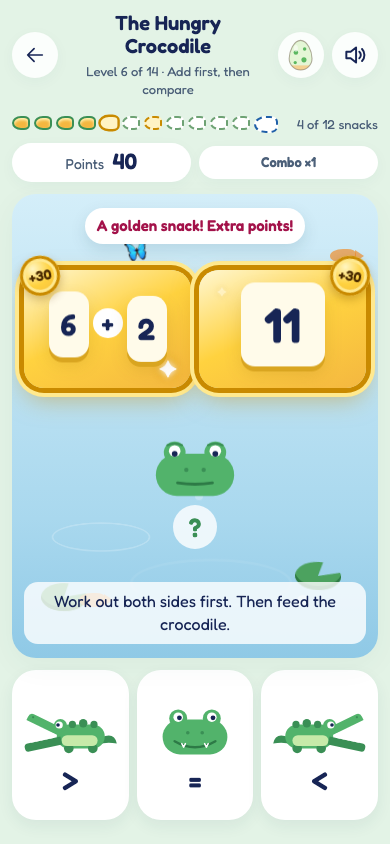 The Hungry
Crocodile
Level 6 of 14 · Add first, then
compare
4 of 12 snacks
Points 40
Combo ×1
A golden snack! Extra points!
+30
+30
6 + 2
11
?
Work out both sides first. Then feed the
crocodile.
> = <